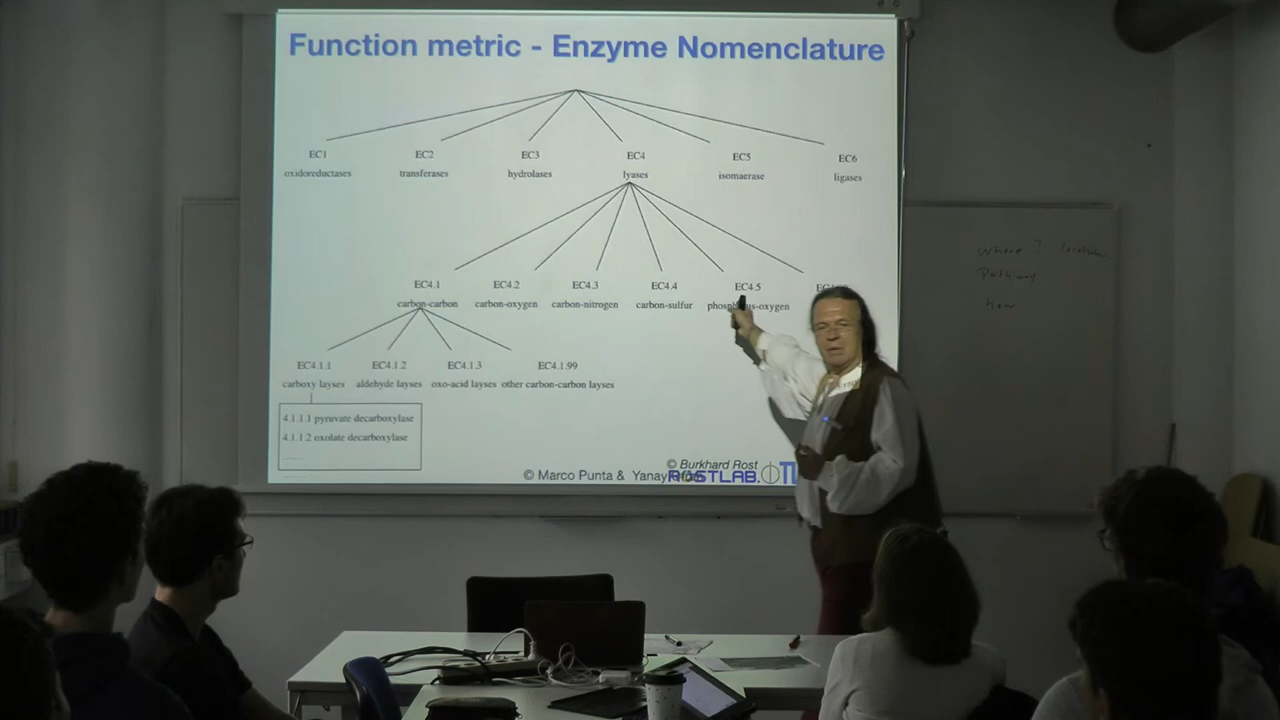 Function metric - Enzyme Nomenclature
EC1 EC2 EC3 EC4 EC5 EC6
oxidoreductases transferases hydrolases lyases isomaerase ligases
EC4.1 EC4.2 EC4.3 EC4.4 EC4.5
carbon-carbon carbon-oxygen carbon-nitrogen carbon-sulfur
EC4.1.1 EC4.1.2 EC4.1.3 EC4.1.99
carboxy layses aldehyde layses oxo-acid layses other carbon-carbon layses
4.1.1.1 pyruvate decarboxylase
4.1.1.2 oxolate decarboxylase
......
© Burkhard Rost
© Marco Punta & Yanay
ROSTLAB
Where ?
Pathway
how